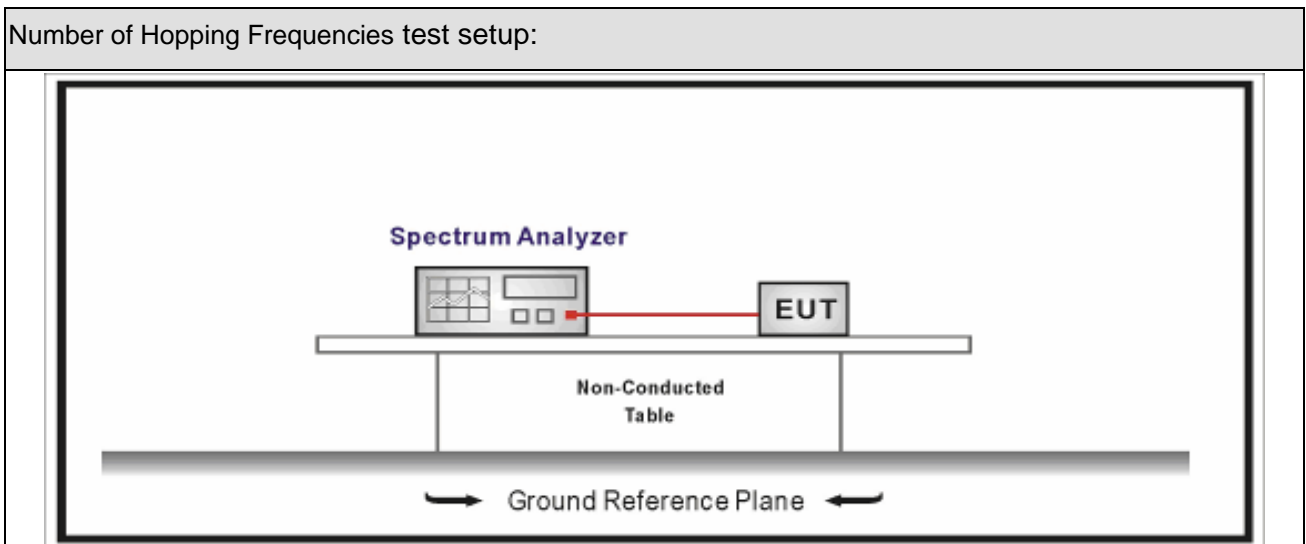 Number of Hopping Frequencies test setup:
Spectrum Analyzer
EUT
Non-Conducted
Table
Ground Reference Plane